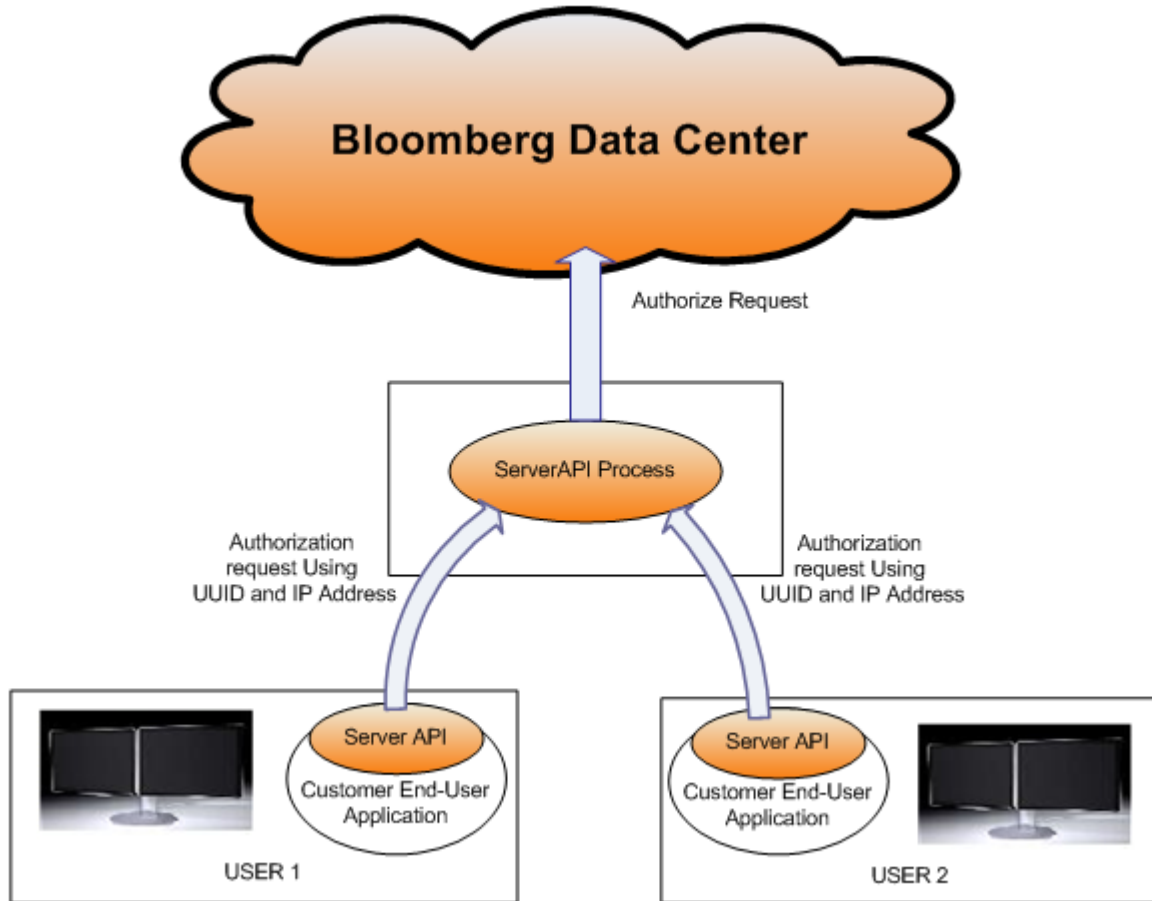 Bloomberg Data Center
Authorize Request
ServerAPI Process
Authorization
request Using
UUID and IP Address
Authorization
request Using
UUID and IP Address
Server API
Customer End-User
Application
USER 1
Server API
Customer End-User
Application
USER 2